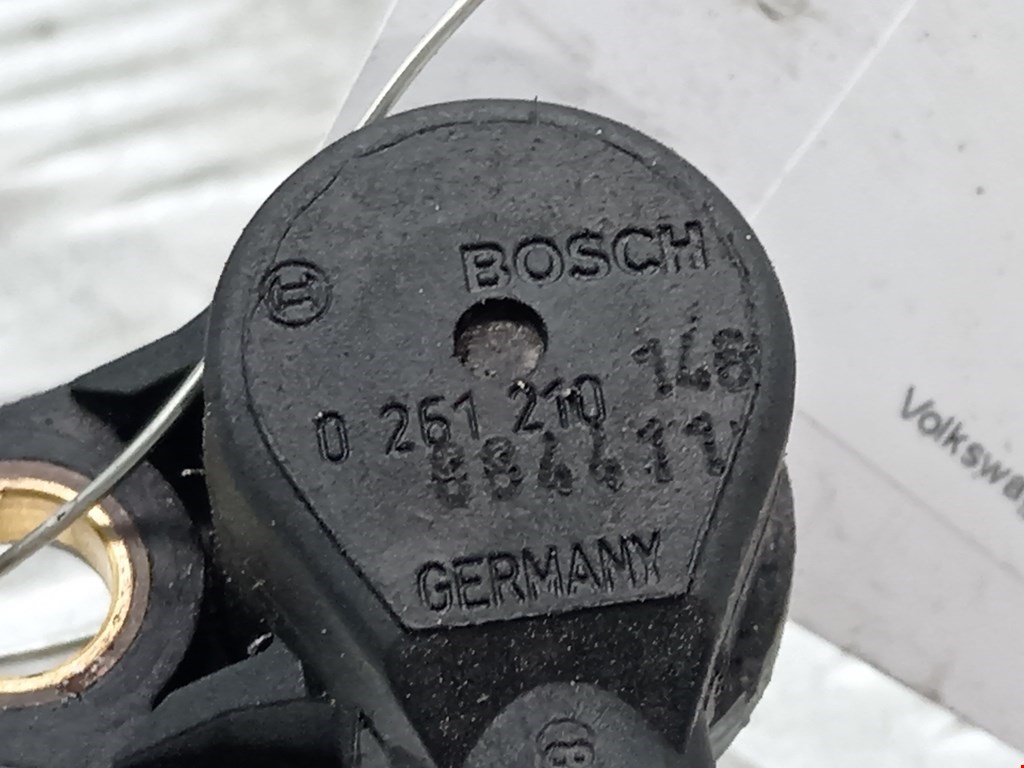 BOSCH
0 261 210 148
GERMANY
Volkswa